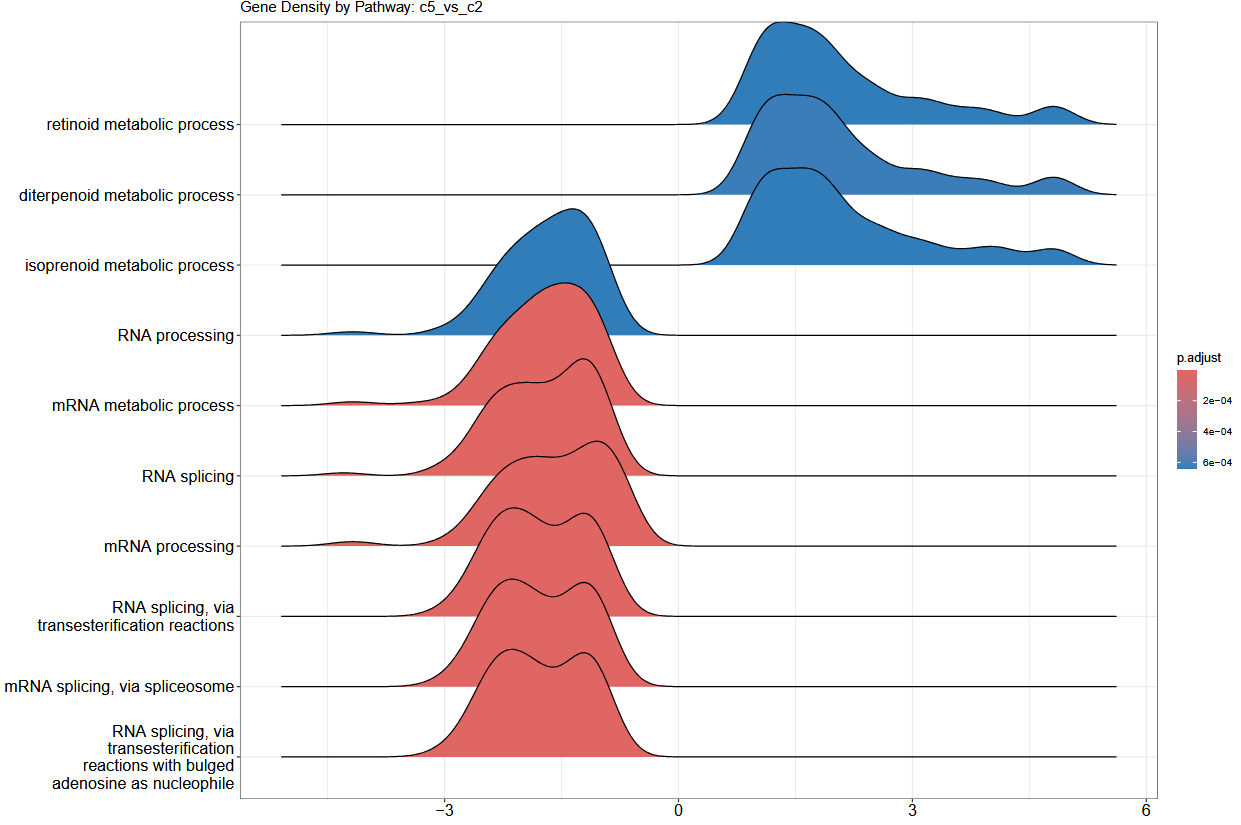 Gene Density by Pathway: c5_vs_c2
retinoid metabolic process
diterpenoid metabolic process
isoprenoid metabolic process
RNA processing
mRNA metabolic process
RNA splicing
mRNA processing
RNA splicing, via
transesterification reactions
mRNA splicing, via spliceosome
RNA splicing, via
transesterification
reactions with bulged
adenosine as nucleophile
−3
0
3
6
p.adjust
2e−04
4e−04
6e−04